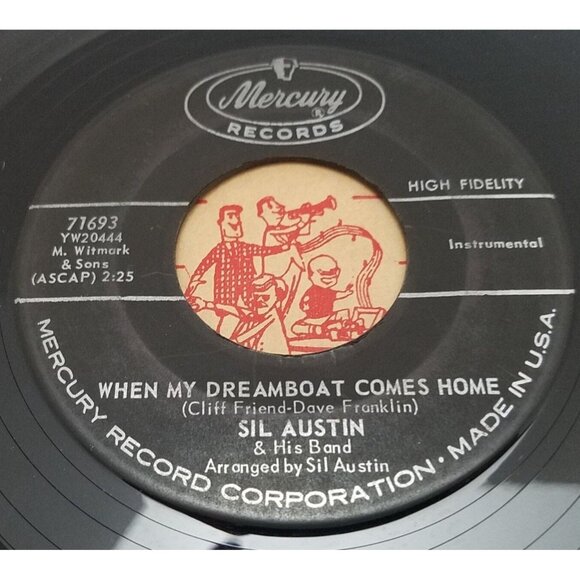 Mercury
®
RECORDS
HIGH FIDELITY
71693
YW20444
M. Witmark
& Sons
(ASCAP) 2:25
Instrumental
WHEN MY DREAMBOAT COMES HOME
(Cliff Friend-Dave Franklin)
SIL AUSTIN
& His Band
Arranged by Sil Austin
MERCURY RECORD CORPORATION • MADE IN U.S.A.